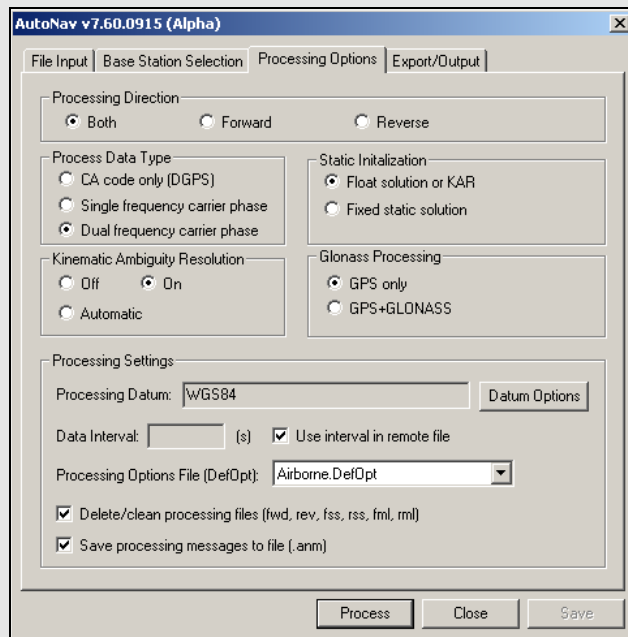 AutoNav v7.60.0915 (Alpha)
File Input Base Station Selection Processing Options Export/Output
Processing Direction
Both Forward Reverse
Process Data Type
CA code only (DGPS)
Single frequency carrier phase
Dual frequency carrier phase
Static Initalization
Float solution or KAR
Fixed static solution
Kinematic Ambiguity Resolution
Off On
Automatic
Glonass Processing
GPS only
GPS+GLONASS
Processing Settings
Processing Datum: WGS84 Datum Options
Data Interval: (s) Use interval in remote file
Processing Options File (DefOpt): Airborne.DefOpt
Delete/clean processing files (fwd, rev, fss, rss, fml, rml)
Save processing messages to file (.anm)
Process Close Save